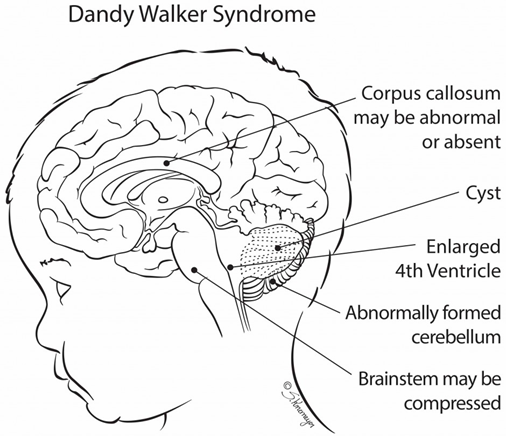 Dandy Walker Syndrome
Corpus callosum
may be abnormal
or absent
Cyst
Enlarged
4th Ventricle
Abnormally formed
cerebellum
Brainstem may be
compressed